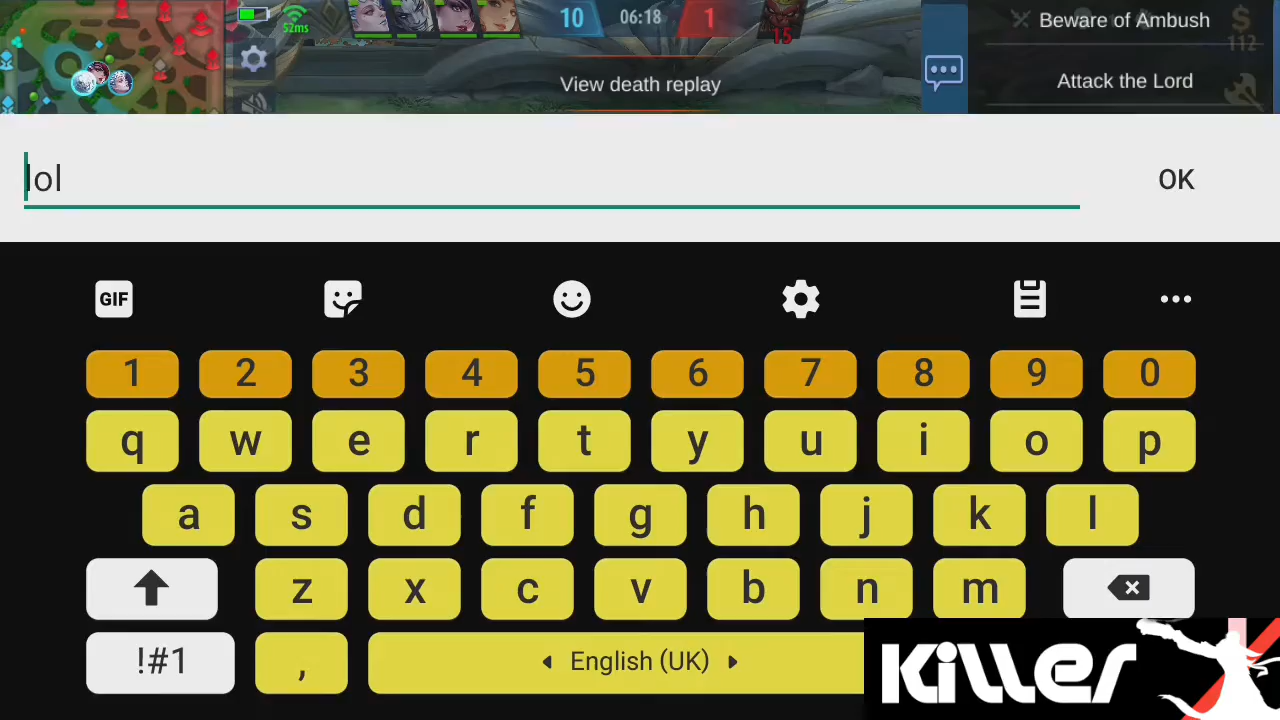 52ms
10 06:18 1
15
View death replay
Beware of Ambush
$
112
Attack the Lord
lol
OK
GIF
1 2 3 4 5 6 7 8 9 0
q w e r t y u i o p
a s d f g h j k l
z x c v b n m
!#1 , English (UK)
Killer